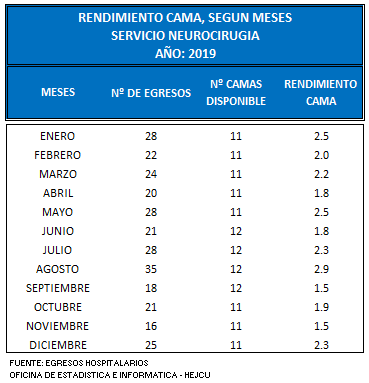 RENDIMIENTO CAMA, SEGUN MESES
SERVICIO NEUROCIRUGIA
AÑO: 2019
MESES Nº DE EGRESOS Nº CAMAS DISPONIBLE RENDIMIENTO CAMA
ENERO 28 11 2.5
FEBRERO 22 11 2.0
MARZO 24 11 2.2
ABRIL 20 11 1.8
MAYO 28 11 2.5
JUNIO 21 12 1.8
JULIO 28 12 2.3
AGOSTO 35 12 2.9
SEPTIEMBRE 18 12 1.5
OCTUBRE 21 11 1.9
NOVIEMBRE 16 11 1.5
DICIEMBRE 25 11 2.3
FUENTE: EGRESOS HOSPITALARIOS
OFICINA DE ESTADISTICA E INFORMATICA - HEJCU